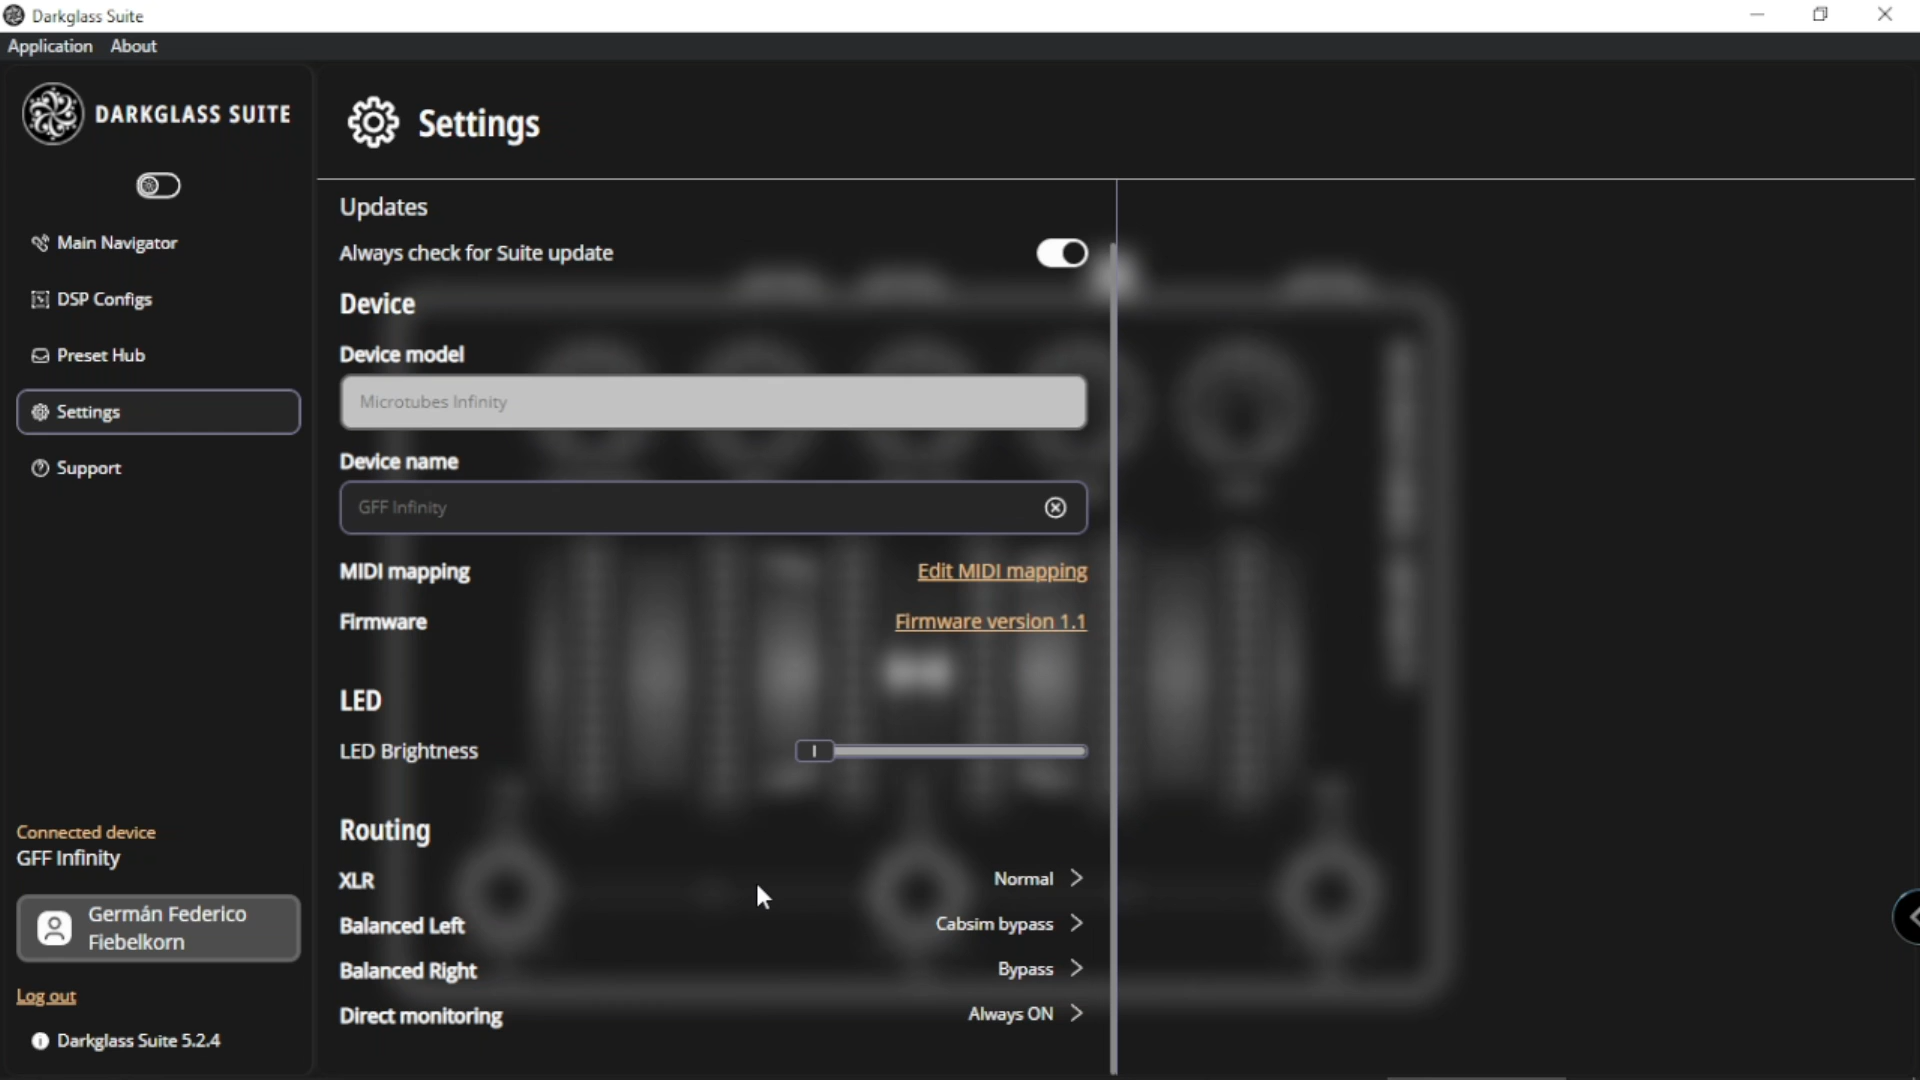 Darkglass Suite
Application About
DARKGLASS SUITE
Main Navigator
DSP Configs
Preset Hub
Settings
Support
Connected device
GFF Infinity
Germán Federico
Fiebelkorn
Log out
Darkglass Suite 5.2.4
Settings
Updates
Always check for Suite update
Device
Device model
Microtubes Infinity
Device name
GFF Infinity
MIDI mapping Edit MIDI mapping
Firmware Firmware version 1.1
LED
LED Brightness
Routing
XLR Normal
Balanced Left Cabsim bypass
Balanced Right Bypass
Direct monitoring Always ON